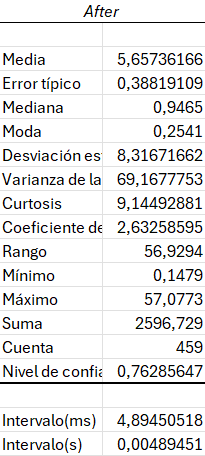 After
Media 5,65736166
Error típico 0,38819109
Mediana 0,9465
Moda 0,2541
Desviación es 8,31671662
Varianza de la 69,1677753
Curtosis 9,14492881
Coeficiente de 2,63258595
Rango 56,9294
Mínimo 0,1479
Máximo 57,0773
Suma 2596,729
Cuenta 459
Nivel de confia 0,76285647
Intervalo(ms) 4,89450518
Intervalo(s) 0,00489451